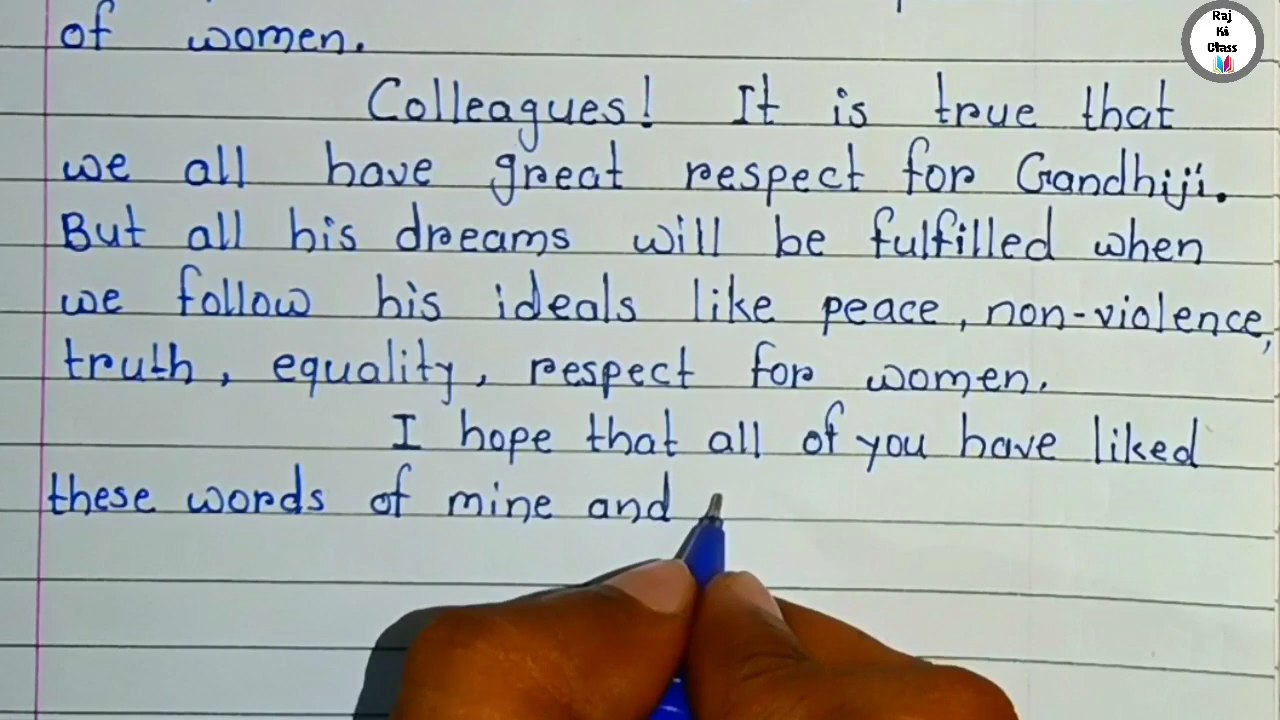 of women.
Raj
Ki
Class
Colleagues! It is true that
we all have great respect for Gandhiji.
But all his dreams will be fulfilled when
we follow his ideals like peace, non-violence,
truth, equality, respect for women.
I hope that all of you have liked
these words of mine and